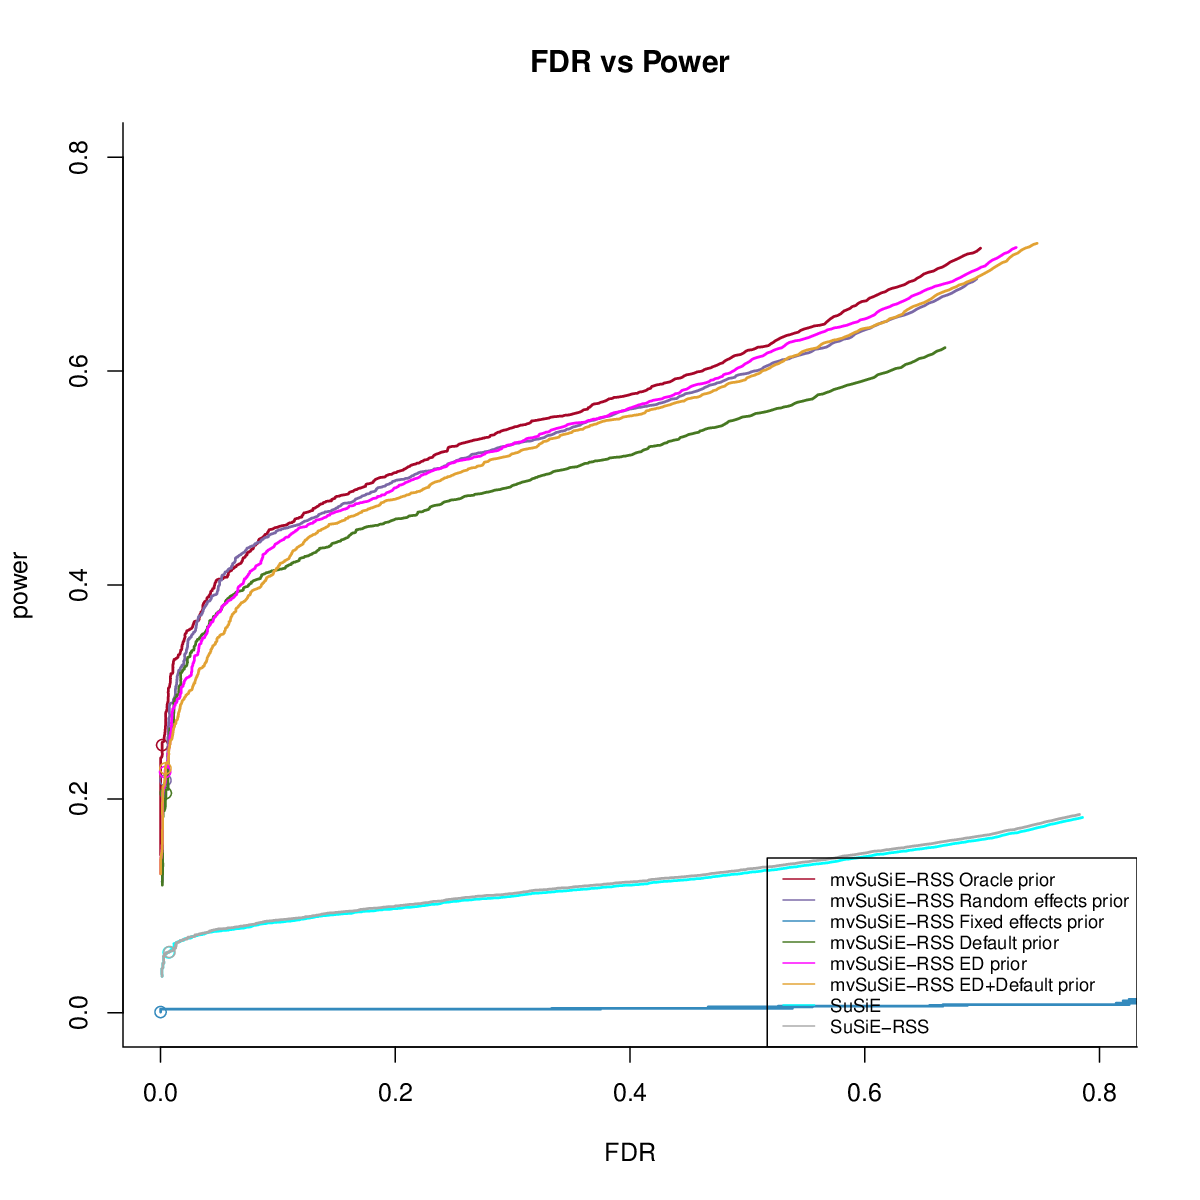 FDR vs Power
power
0.8
0.6
0.4
0.2
0.0
mvSuSiE−RSS Oracle prior
mvSuSiE−RSS Random effects prior
mvSuSiE−RSS Fixed effects prior
mvSuSiE−RSS Default prior
mvSuSiE−RSS ED prior
mvSuSiE−RSS ED+Default prior
SuSiE
SuSiE−RSS
0.0 0.2 0.4 0.6 0.8
FDR